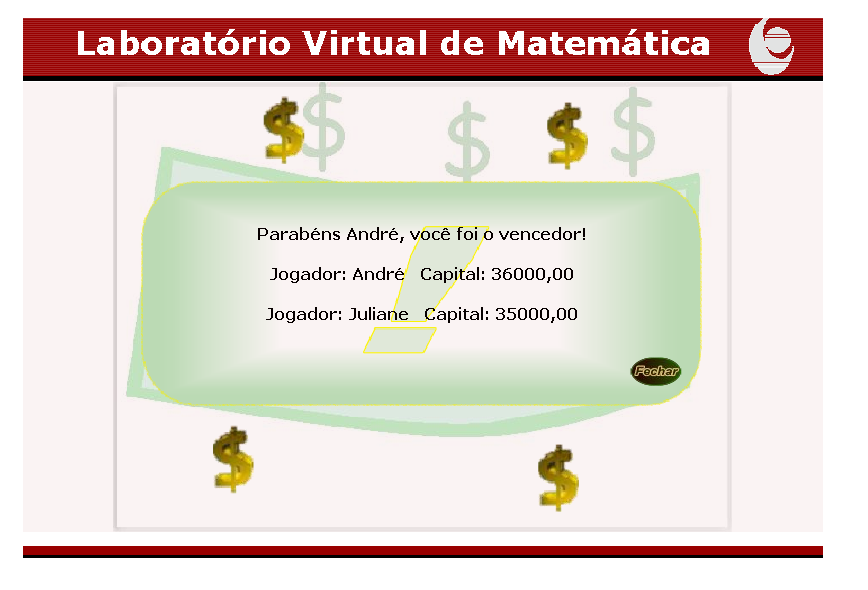 Laboratório Virtual de Matemática
$ $ $ $ $
Parabéns André, você foi o vencedor!
Jogador: André Capital: 36000,00
Jogador: Juliane Capital: 35000,00
Fechar
$ $